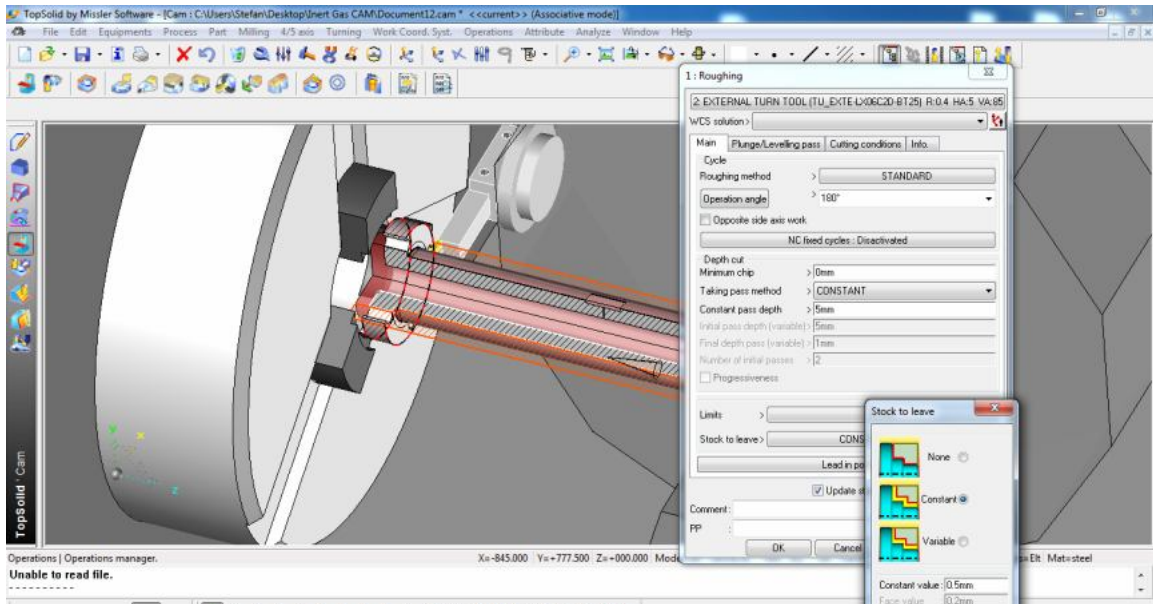 TopSolid by Missler Software - [Cam : C:\Users\Stefan\Desktop\Inert Gas CAM\Document12.cam * <<current>> (Associative mode)]
File Edit Equipments Process Part Milling 4/5 axis Turning Work Coord. Syst. Operations Attribute Analyze Window Help
1 : Roughing
2: EXTERNAL TURN TOOL (TU_EXTE-LX06C20-BT25) R:0.4 HA:5 VA:85
WCS solution >
Main Plunge/Levelling pass Cutting conditions Info.
Cycle
Roughing method > STANDARD
Operation angle > 180°
Opposite side axis work
NC fixed cycles : Disactivated
Depth cut
Minimum chip > 0mm
Taking pass method > CONSTANT
Constant pass depth > 5mm
Initial pass depth (variable) > 5mm
Final depth pass (variable) > 1mm
Number of initial passes > 2
Progressiveness
Limits >
Stock to leave > CONS
Lead in po
Update st
Comment :
PP :
OK Cancel
Stock to leave
None
Constant
Variable
Constant value : 0.5mm
Face value 0.2mm
y x
z
TopSolid 'Cam
Operations | Operations manager. X=-845.000 Y=+777.500 Z=+000.000 Mod s=Elt Mat=steel
Unable to read file.
----------